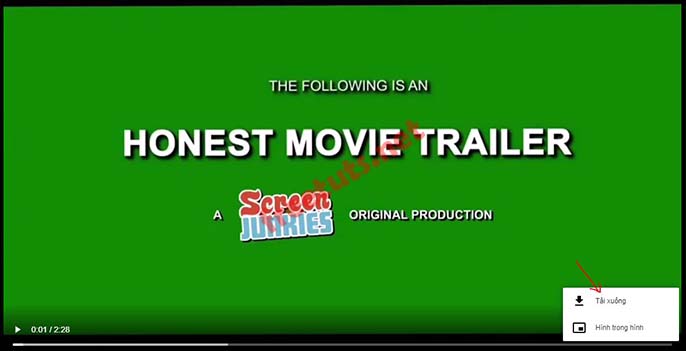 THE FOLLOWING IS AN
HONEST MOVIE TRAILER
A Screen JUNKIES ORIGINAL PRODUCTION
Tải xuống
Hình trong hình
0:01 / 2:28